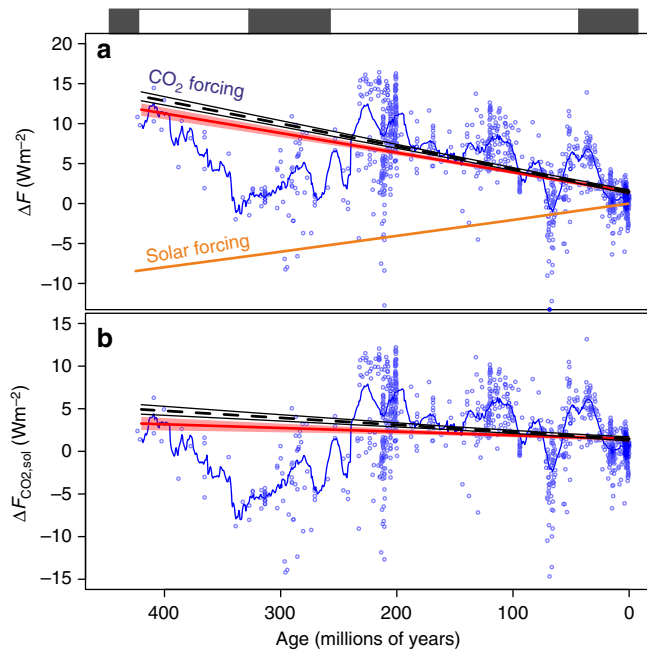 a
CO2 forcing
Solar forcing
ΔF (Wm−2)
20
15
10
5
0
−5
−10
b
ΔFCO2,sol (Wm−2)
15
10
5
0
−5
−10
−15
400 300 200 100 0
Age (millions of years)